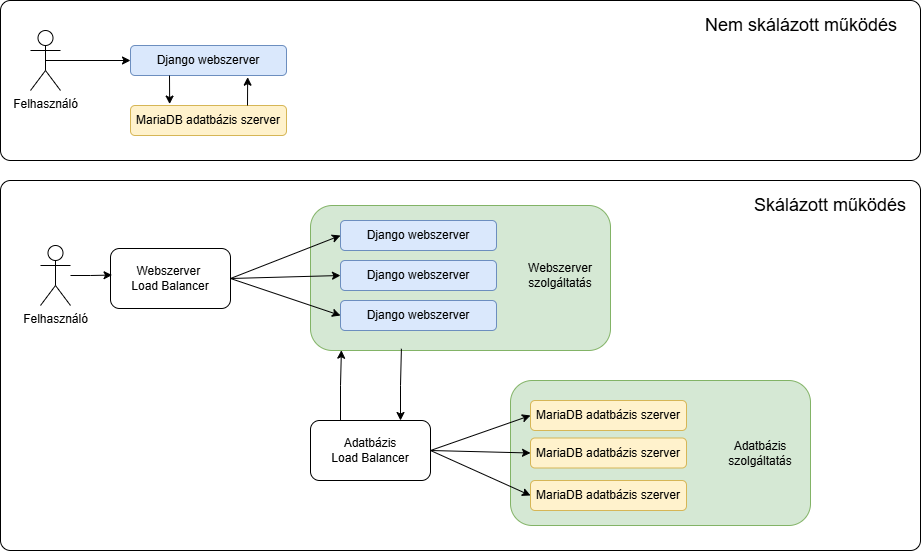 Nem skálázott működés
Felhasználó
Django webszerver
MariaDB adatbázis szerver
Skálázott működés
Felhasználó
Webszerver
Load Balancer
Django webszerver
Django webszerver
Django webszerver
Webszerver
szolgáltatás
Adatbázis
Load Balancer
MariaDB adatbázis szerver
MariaDB adatbázis szerver
MariaDB adatbázis szerver
Adatbázis
szolgáltatás